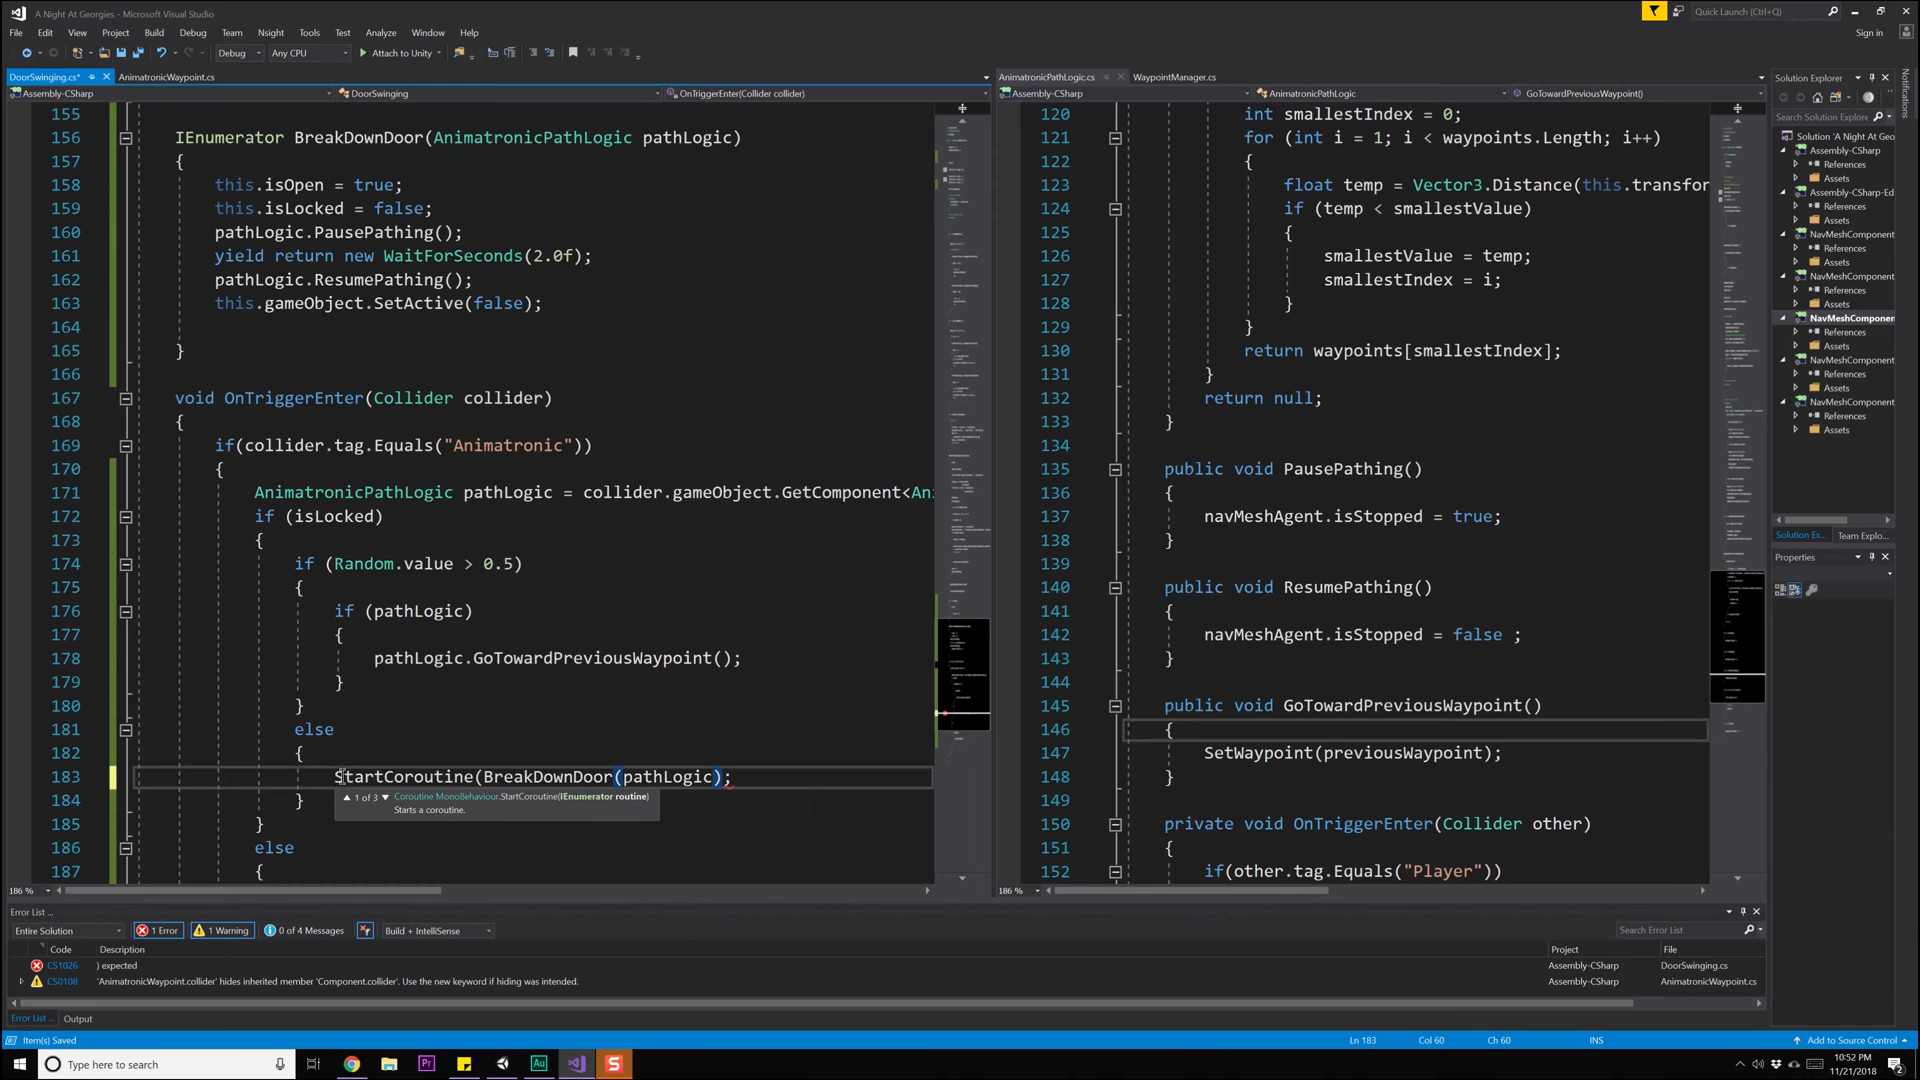 A Night At Georgies - Microsoft Visual Studio
Quick Launch (Ctrl+Q)
File Edit View Project Build Debug Team Nsight Tools Test Analyze Window Help
Sign in
Debug Any CPU Attach to Unity
DoorSwinging.cs* AnimatronicWaypoint.cs
Assembly-CSharp DoorSwinging OnTriggerEnter(Collider collider)
155
156 IEnumerator BreakDownDoor(AnimatronicPathLogic pathLogic)
157 {
158 this.isOpen = true;
159 this.isLocked = false;
160 pathLogic.PausePathing();
161 yield return new WaitForSeconds(2.0f);
162 pathLogic.ResumePathing();
163 this.gameObject.SetActive(false);
164
165 }
166
167 void OnTriggerEnter(Collider collider)
168 {
169 if(collider.tag.Equals("Animatronic"))
170 {
171 AnimatronicPathLogic pathLogic = collider.gameObject.GetComponent<An
172 if (isLocked)
173 {
174 if (Random.value > 0.5)
175 {
176 if (pathLogic)
177 {
178 pathLogic.GoTowardPreviousWaypoint();
179 }
180 }
181 else
182 {
183 StartCoroutine(BreakDownDoor(pathLogic);
1 of 3 Coroutine MonoBehaviour.StartCoroutine(IEnumerator routine)
Starts a coroutine.
184 }
185 }
186 else
187 {
186 %
AnimatronicPathLogic.cs WaypointManager.cs
Assembly-CSharp AnimatronicPathLogic GoTowardPreviousWaypoint()
120 int smallestIndex = 0;
121 for (int i = 1; i < waypoints.Length; i++)
122 {
123 float temp = Vector3.Distance(this.transfor
124 if (temp < smallestValue)
125 {
126 smallestValue = temp;
127 smallestIndex = i;
128 }
129 }
130 return waypoints[smallestIndex];
131 }
132 return null;
133 }
134
135 public void PausePathing()
136 {
137 navMeshAgent.isStopped = true;
138 }
139
140 public void ResumePathing()
141 {
142 navMeshAgent.isStopped = false ;
143 }
144
145 public void GoTowardPreviousWaypoint()
146 {
147 SetWaypoint(previousWaypoint);
148 }
149
150 private void OnTriggerEnter(Collider other)
151 {
152 if(other.tag.Equals("Player"))
186 %
Solution Explorer
Search Solution Explorer
Solution 'A Night At Geor
Assembly-CSharp
References
Assets
Assembly-CSharp-Ed
References
Assets
NavMeshComponent
References
Assets
NavMeshComponent
References
Assets
NavMeshComponen
References
Assets
NavMeshComponent
References
Assets
NavMeshComponent
References
Assets
Solution Ex... Team Explo...
Properties
Notifications
Error List ...
Entire Solution 1 Error 1 Warning 0 of 4 Messages Build + IntelliSense Search Error List
Code Description Project File
CS1026 ) expected Assembly-CSharp DoorSwinging.cs
CS0108 'AnimatronicWaypoint.collider' hides inherited member 'Component.collider'. Use the new keyword if hiding was intended. Assembly-CSharp AnimatronicWaypoint.cs
Error List ... Output
Item(s) Saved Ln 183 Col 60 Ch 60 INS Add to Source Control
Type here to search
Pr Au S
10:52 PM
11/21/2018
2